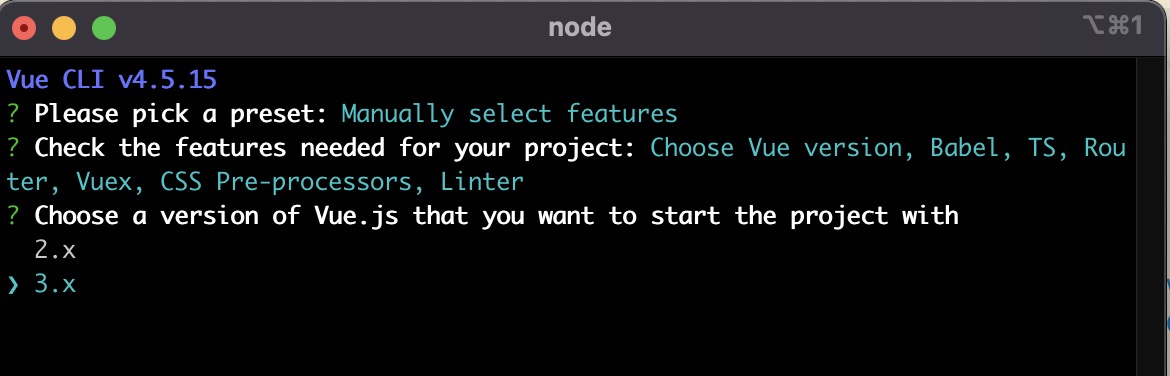 node
⌥⌘1
Vue CLI v4.5.15
? Please pick a preset: Manually select features
? Check the features needed for your project: Choose Vue version, Babel, TS, Rou
ter, Vuex, CSS Pre-processors, Linter
? Choose a version of Vue.js that you want to start the project with
  2.x
❯ 3.x